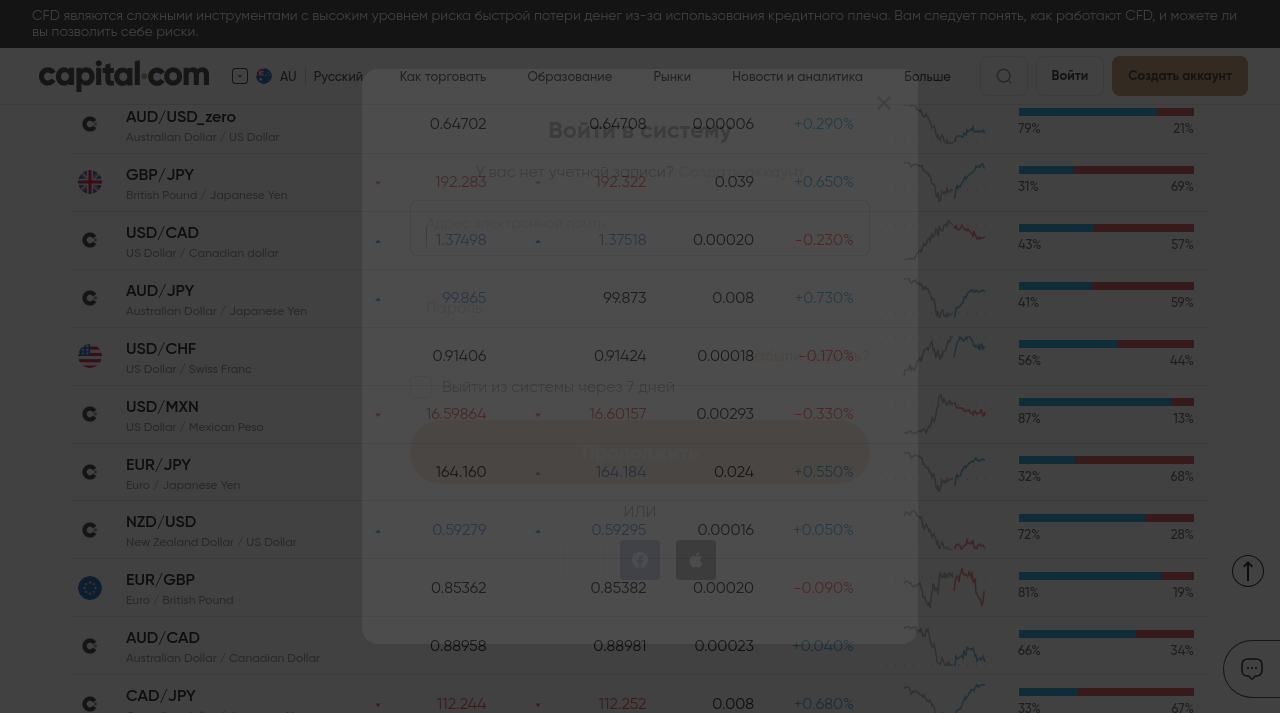 CFD являются сложными инструментами с высоким уровнем риска быстрой потери денег из-за использования кредитного плеча. Вам следует понять, как работают CFD, и можете ли
вы позволить себе риски.
capital.com AU Русский Как торговать Образование Рынки Новости и аналитика Больше Войти Создать аккаунт
AUD/USD_zero
Australian Dollar / US Dollar
0.64702 0.64708 0.00006 +0.290% 79% 21%
Войти в систему
У вас нет учетной записи? Создать аккаунт
GBP/JPY
British Pound / Japanese Yen
192.283 192.322 0.039 +0.650% 31% 69%
Адрес электронной почты
USD/CAD
US Dollar / Canadian dollar
1.37498 1.37518 0.00020 -0.230% 43% 57%
AUD/JPY
Australian Dollar / Japanese Yen
99.865 99.873 0.008 +0.730% 41% 59%
Пароль
USD/CHF
US Dollar / Swiss Franc
0.91406 0.91424 0.00018 -0.170% 56% 44%
Выйти из системы через 7 дней
USD/MXN
US Dollar / Mexican Peso
16.59864 16.60157 0.00293 -0.330% 87% 13%
Продолжить
EUR/JPY
Euro / Japanese Yen
164.160 164.184 0.024 +0.550% 32% 68%
ИЛИ
NZD/USD
New Zealand Dollar / US Dollar
0.59279 0.59295 0.00016 +0.050% 72% 28%
EUR/GBP
Euro / British Pound
0.85362 0.85382 0.00020 -0.090% 81% 19%
AUD/CAD
Australian Dollar / Canadian Dollar
0.88958 0.88981 0.00023 +0.040% 66% 34%
CAD/JPY
112.244 112.252 0.008 +0.680% 33% 67%